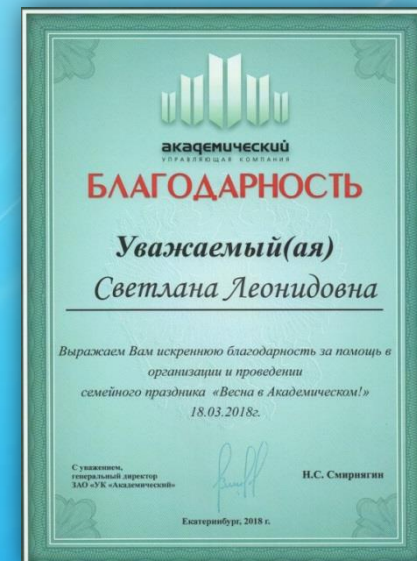 академический
УПРАВЛЯЮЩАЯ КОМПАНИЯ
БЛАГОДАРНОСТЬ
Уважаемый(ая)
Светлана Леонидовна
Выражаем Вам искреннюю благодарность за помощь в
организации и проведении
семейного праздника «Весна в Академическом!»
18.03.2018г.
С уважением,
генеральный директор
ЗАО «УК «Академический»
Н.С. Смирнягин
Екатеринбург, 2018 г.